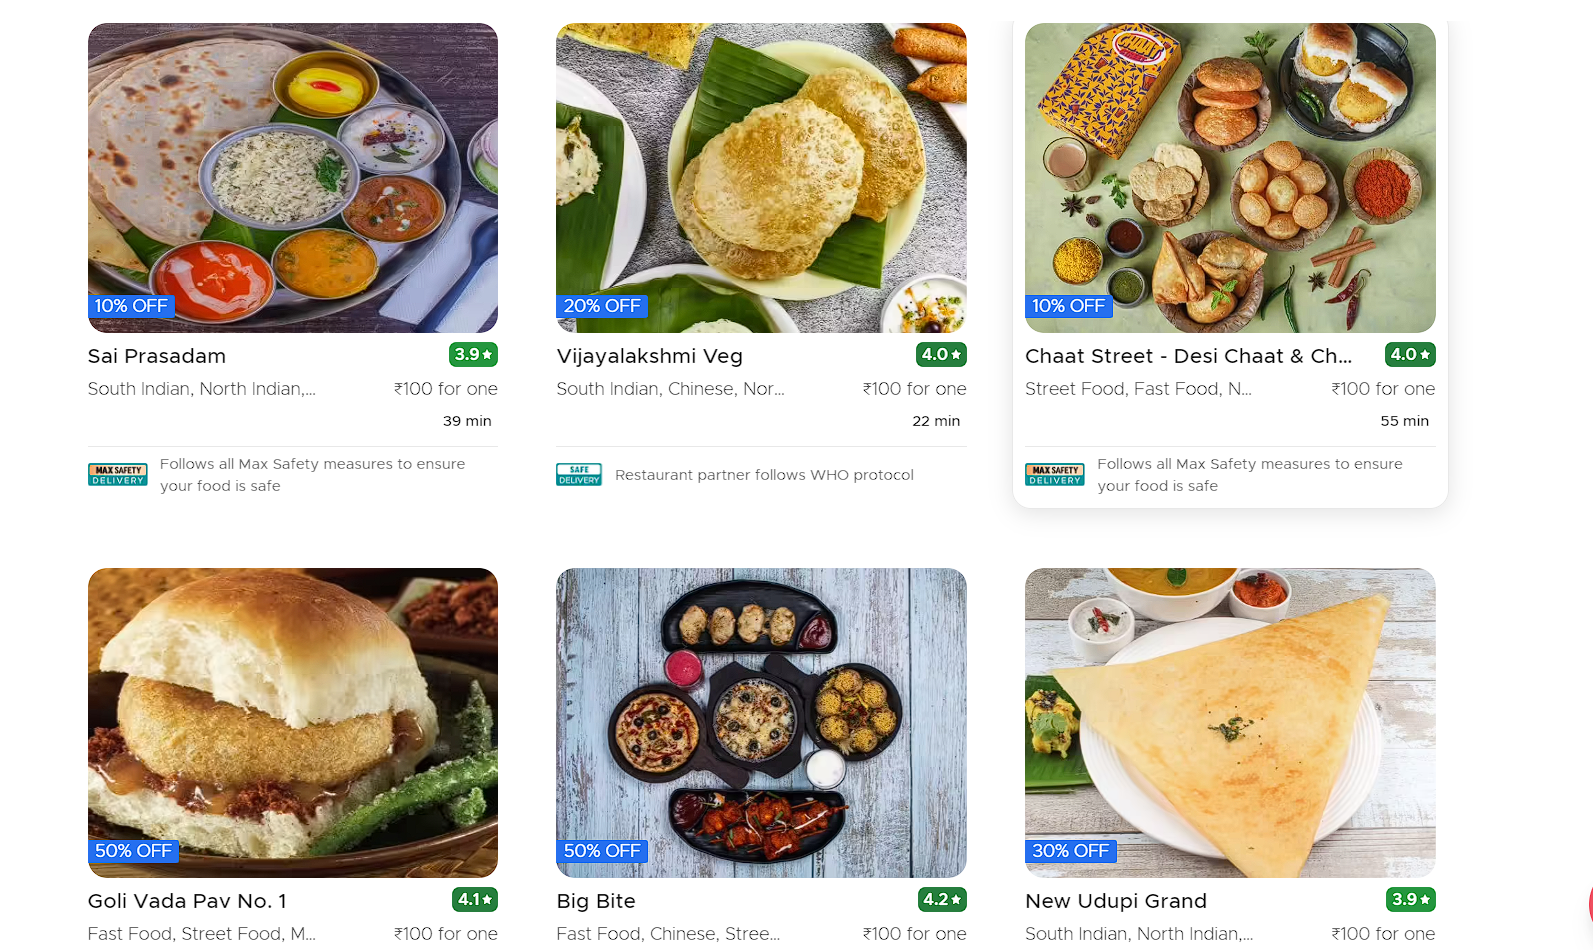 CHAAT
10% OFF
20% OFF
10% OFF
Sai Prasadam 3.9★
South Indian, North Indian,... ₹100 for one
39 min
MAX SAFETY
DELIVERY
Follows all Max Safety measures to ensure
your food is safe
Vijayalakshmi Veg 4.0★
South Indian, Chinese, Nor... ₹100 for one
22 min
SAFE
DELIVERY
Restaurant partner follows WHO protocol
Chaat Street - Desi Chaat & Ch... 4.0★
Street Food, Fast Food, N... ₹100 for one
55 min
MAX SAFETY
DELIVERY
Follows all Max Safety measures to ensure
your food is safe
50% OFF
50% OFF
30% OFF
Goli Vada Pav No. 1 4.1★
Fast Food, Street Food, M... ₹100 for one
Big Bite 4.2★
Fast Food, Chinese, Stree... ₹100 for one
New Udupi Grand 3.9★
South Indian, North Indian,... ₹100 for one